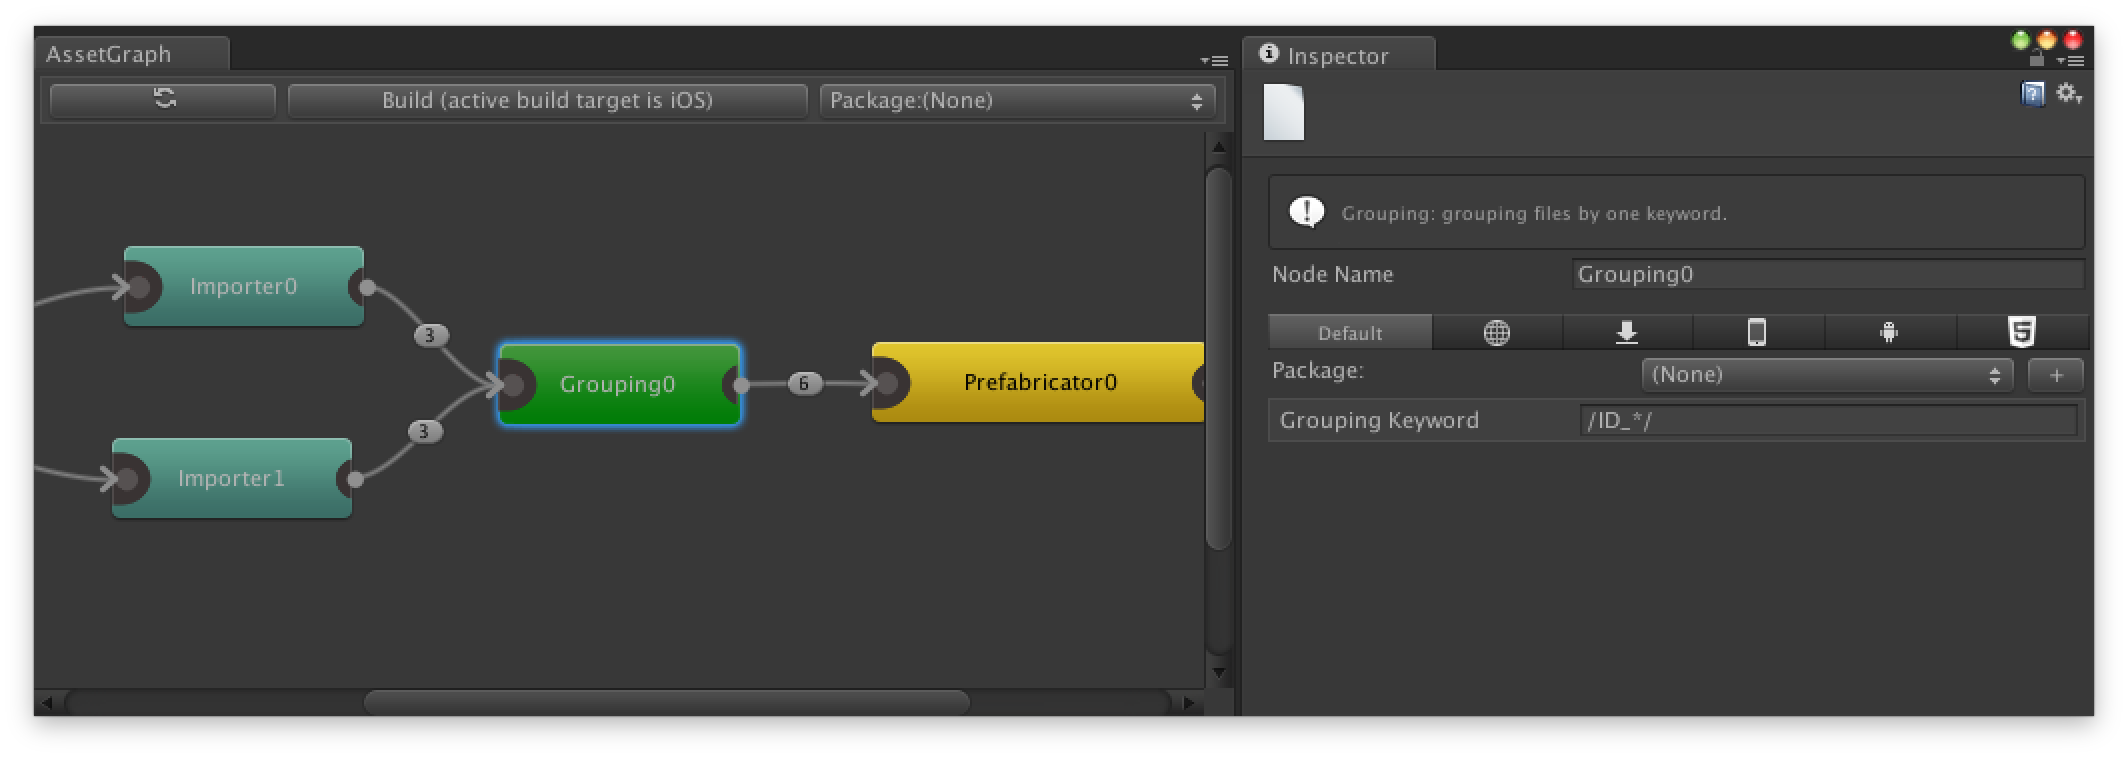 AssetGraph
Build (active build target is iOS)
Package:(None)
Importer0
3
Grouping0
6
Prefabricator0
3
Importer1
Inspector
Grouping: grouping files by one keyword.
Node Name
Grouping0
Default
Package:
(None)
+
Grouping Keyword
/ID_*/